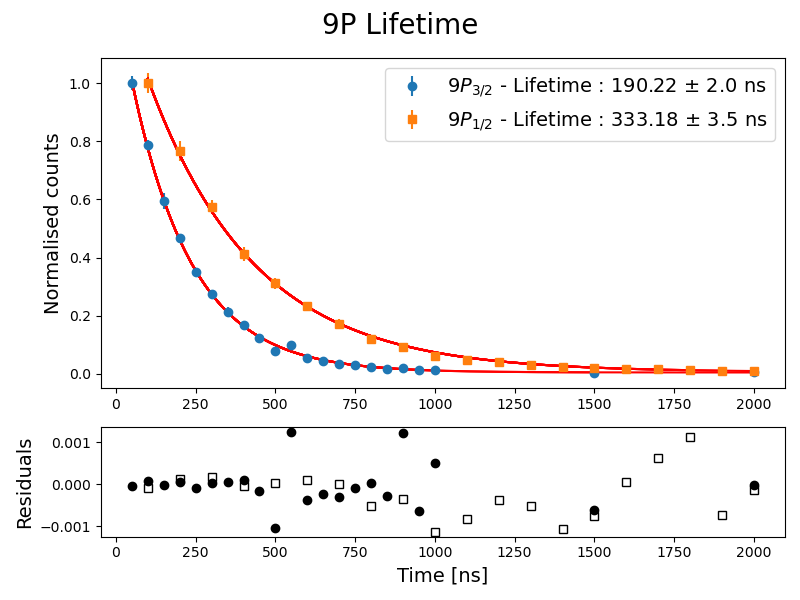 9P Lifetime
9P₃/₂ - Lifetime : 190.22 ± 2.0 ns
9P₁/₂ - Lifetime : 333.18 ± 3.5 ns
Normalised counts
1.0
0.8
0.6
0.4
0.2
0.0
0 250 500 750 1000 1250 1500 1750 2000
Residuals
0.001
0.000
−0.001
0 250 500 750 1000 1250 1500 1750 2000
Time [ns]